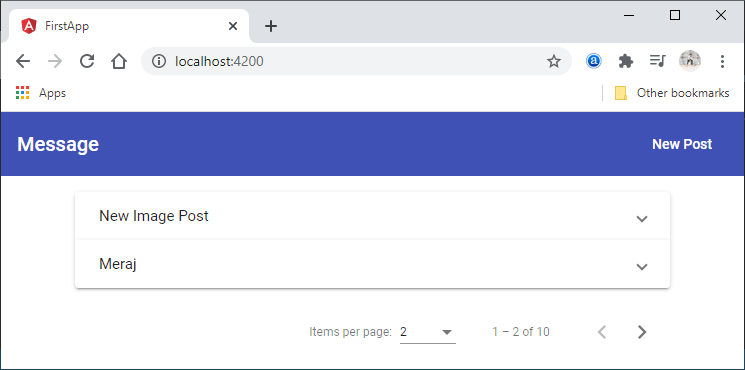 FirstApp
localhost:4200
Apps
Other bookmarks
Message
New Post
New Image Post
Meraj
Items per page: 2
1 – 2 of 10